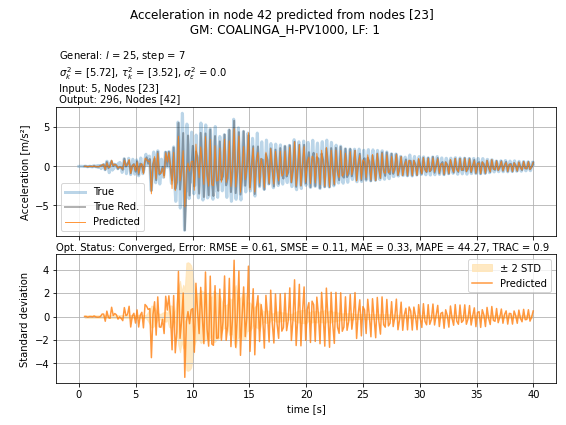 Acceleration in node 42 predicted from nodes [23]
GM: COALINGA_H-PV1000, LF: 1
General: l = 25, step = 7
σ²ₖ = [5.72], τ²ₖ = [3.52], σ²ε = 0.0
Input: 5, Nodes [23]
Output: 296, Nodes [42]
Acceleration [m/s²]
5
0
−5
True
True Red.
Predicted
Opt. Status: Converged, Error: RMSE = 0.61, SMSE = 0.11, MAE = 0.33, MAPE = 44.27, TRAC = 0.9
Standard deviation
4
2
0
−2
−4
± 2 STD
Predicted
0 5 10 15 20 25 30 35 40
time [s]